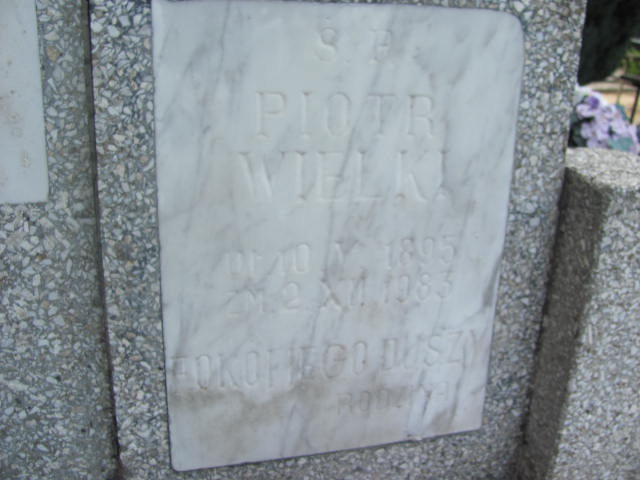 Ś. P.
PIOTR
WIELKI
UR 10 V 1895
ZM 2 XII 1983
POKÓJ JEGO DUSZY
RODZINA